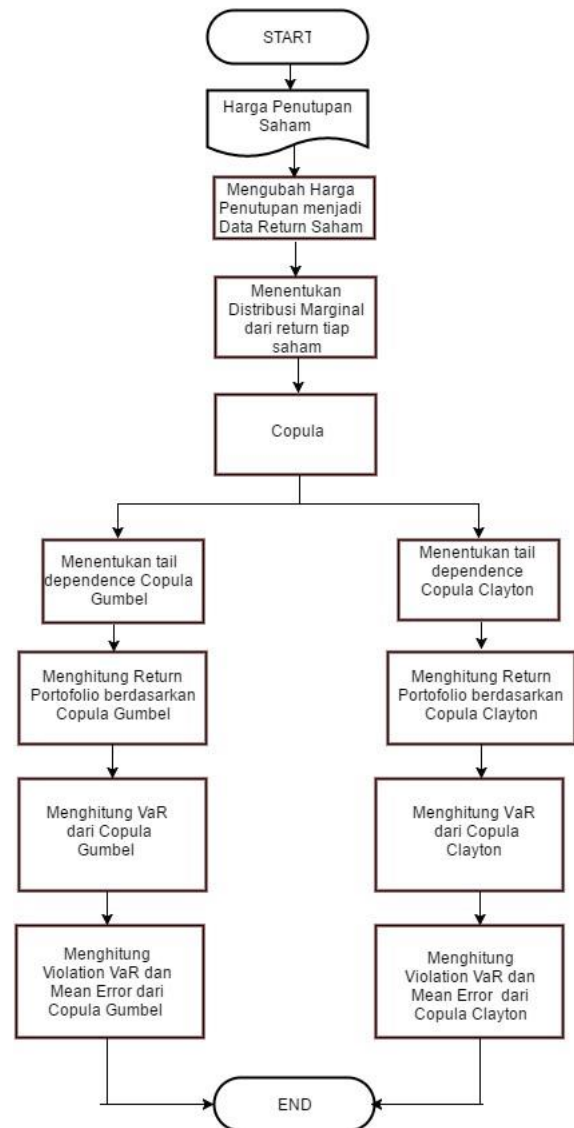 START
Harga Penutupan
Saham
Mengubah Harga
Penutupan menjadi
Data Return Saham
Menentukan
Distribusi Marginal
dari return tiap
saham
Copula
Menentukan tail
dependence Copula
Gumbel
Menghitung Return
Portofolio berdasarkan
Copula Gumbel
Menghitung VaR
dari Copula
Gumbel
Menghitung
Violation VaR dan
Mean Error dari
Copula Gumbel
Menentukan tail
dependence
Copula Clayton
Menghitung Return
Portofolio berdasarkan
Copula Clayton
Menghitung VaR
dari Copula
Clayton
Menghitung
Violation VaR dan
Mean Error dari
Copula Clayton
END